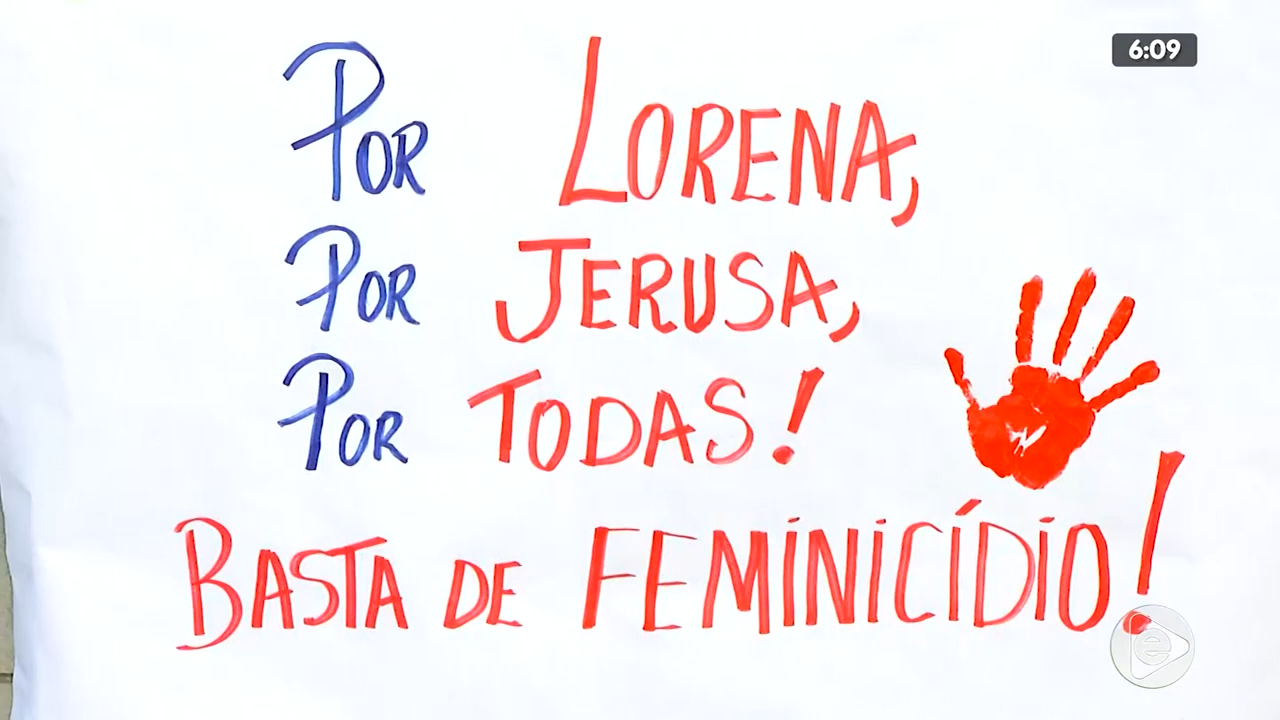 6:09
POR LORENA,
POR JERUSA,
POR TODAS!
BASTA DE FEMINICÍDIO!
e